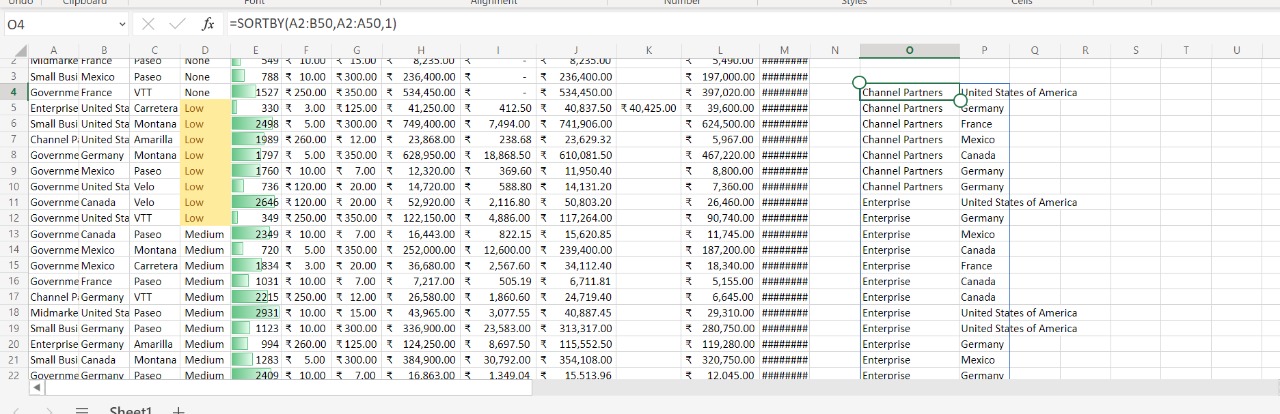 Undo Clipboard Font Alignment Number Styles Cells
O4 fx =SORTBY(A2:B50,A2:A50,1)
A B C D E F G H I J K L M N O P Q R S T U
2 Midmarke France Paseo None 549 ₹ 10.00 ₹ 15.00 ₹ 8,235.00 ₹ - ₹ 8,235.00 ₹ 5,490.00 ########
3 Small Busi Mexico Paseo None 788 ₹ 10.00 ₹ 300.00 ₹ 236,400.00 ₹ - ₹ 236,400.00 ₹ 197,000.00 ########
4 Governme France VTT None 1527 ₹ 250.00 ₹ 350.00 ₹ 534,450.00 ₹ - ₹ 534,450.00 ₹ 397,020.00 ######## Channel Partners United States of America
5 Enterprise United Sta Carretera Low 330 ₹ 3.00 ₹ 125.00 ₹ 41,250.00 ₹ 412.50 ₹ 40,837.50 ₹ 40,425.00 ₹ 39,600.00 ######## Channel Partners Germany
6 Small Busi United Sta Montana Low 2498 ₹ 5.00 ₹ 300.00 ₹ 749,400.00 ₹ 7,494.00 ₹ 741,906.00 ₹ 624,500.00 ######## Channel Partners France
7 Channel Pa United Sta Amarilla Low 1989 ₹ 260.00 ₹ 12.00 ₹ 23,868.00 ₹ 238.68 ₹ 23,629.32 ₹ 5,967.00 ######## Channel Partners Mexico
8 Governme Germany Montana Low 1797 ₹ 5.00 ₹ 350.00 ₹ 628,950.00 ₹ 18,868.50 ₹ 610,081.50 ₹ 467,220.00 ######## Channel Partners Canada
9 Governme Mexico Paseo Low 1760 ₹ 10.00 ₹ 7.00 ₹ 12,320.00 ₹ 369.60 ₹ 11,950.40 ₹ 8,800.00 ######## Channel Partners Germany
10 Governme United Sta Velo Low 736 ₹ 120.00 ₹ 20.00 ₹ 14,720.00 ₹ 588.80 ₹ 14,131.20 ₹ 7,360.00 ######## Channel Partners Germany
11 Governme Canada Velo Low 2646 ₹ 120.00 ₹ 20.00 ₹ 52,920.00 ₹ 2,116.80 ₹ 50,803.20 ₹ 26,460.00 ######## Enterprise United States of America
12 Governme United Sta VTT Low 349 ₹ 250.00 ₹ 350.00 ₹ 122,150.00 ₹ 4,886.00 ₹ 117,264.00 ₹ 90,740.00 ######## Enterprise Germany
13 Governme Canada Paseo Medium 2349 ₹ 10.00 ₹ 7.00 ₹ 16,443.00 ₹ 822.15 ₹ 15,620.85 ₹ 11,745.00 ######## Enterprise Mexico
14 Governme Mexico Montana Medium 720 ₹ 5.00 ₹ 350.00 ₹ 252,000.00 ₹ 12,600.00 ₹ 239,400.00 ₹ 187,200.00 ######## Enterprise Canada
15 Governme Mexico Carretera Medium 1834 ₹ 3.00 ₹ 20.00 ₹ 36,680.00 ₹ 2,567.60 ₹ 34,112.40 ₹ 18,340.00 ######## Enterprise France
16 Governme France Paseo Medium 1031 ₹ 10.00 ₹ 7.00 ₹ 7,217.00 ₹ 505.19 ₹ 6,711.81 ₹ 5,155.00 ######## Enterprise Canada
17 Channel Pa Germany VTT Medium 2215 ₹ 250.00 ₹ 12.00 ₹ 26,580.00 ₹ 1,860.60 ₹ 24,719.40 ₹ 6,645.00 ######## Enterprise Canada
18 Midmarke United Sta Paseo Medium 2931 ₹ 10.00 ₹ 15.00 ₹ 43,965.00 ₹ 3,077.55 ₹ 40,887.45 ₹ 29,310.00 ######## Enterprise United States of America
19 Small Busi Germany Paseo Medium 1123 ₹ 10.00 ₹ 300.00 ₹ 336,900.00 ₹ 23,583.00 ₹ 313,317.00 ₹ 280,750.00 ######## Enterprise United States of America
20 Enterprise Germany Amarilla Medium 994 ₹ 260.00 ₹ 125.00 ₹ 124,250.00 ₹ 8,697.50 ₹ 115,552.50 ₹ 119,280.00 ######## Enterprise Germany
21 Small Busi Canada Montana Medium 1283 ₹ 5.00 ₹ 300.00 ₹ 384,900.00 ₹ 30,792.00 ₹ 354,108.00 ₹ 320,750.00 ######## Enterprise Mexico
22 Governme Germany Paseo Medium 2409 ₹ 10.00 ₹ 7.00 ₹ 16,863.00 ₹ 1,349.04 ₹ 15,513.96 ₹ 12,045.00 ######## Enterprise Germany
Sheet1